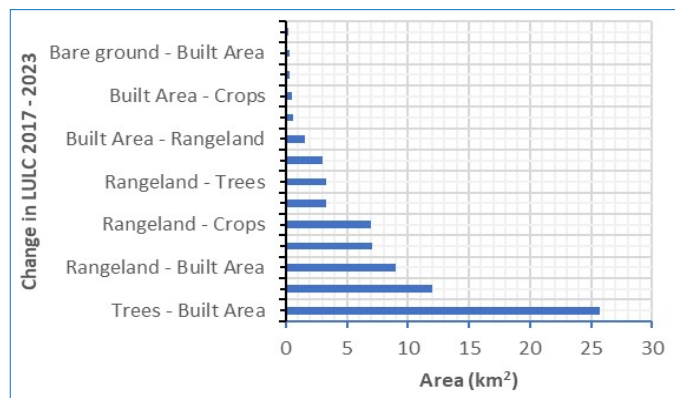 Change in LULC 2017 - 2023
Bare ground - Built Area
Built Area - Crops
Built Area - Rangeland
Rangeland - Trees
Rangeland - Crops
Rangeland - Built Area
Trees - Built Area
0 5 10 15 20 25 30
Area (km²)